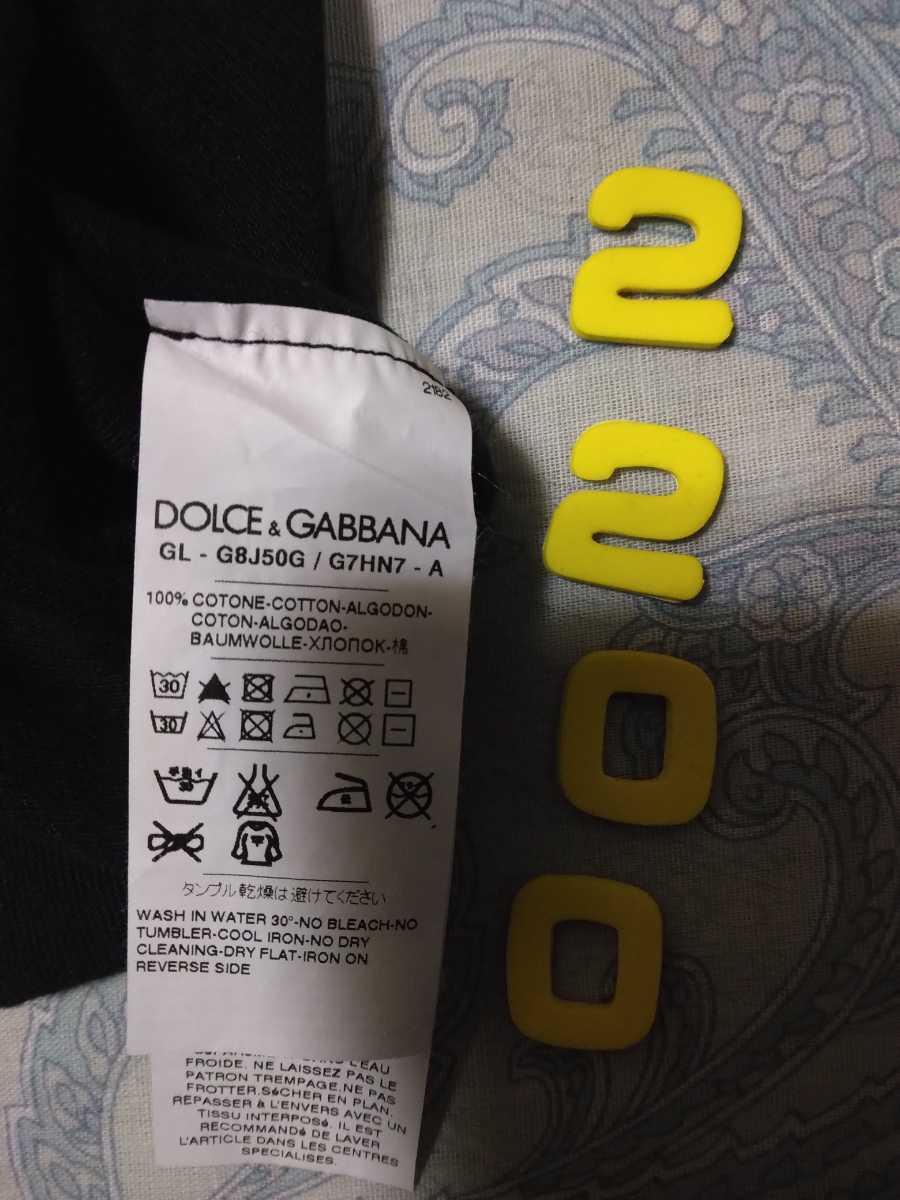 2182
DOLCE & GABBANA
GL - G8J50G / G7HN7 - A
100% COTONE-COTTON-ALGODON-
COTON-ALGODAO-
BAUMWOLLE-ХЛОПОК-棉
30
30
30
タンブル乾燥は避けてください
WASH IN WATER 30°-NO BLEACH-NO
TUMBLER-COOL IRON-NO DRY
CLEANING-DRY FLAT-IRON ON
REVERSE SIDE
L'EAU
FROIDE. NE LAISSEZ PAS LE
PATRON TREMPAGE.NE PAS
FROTTER.SéCHER EN PLAN.
REPASSER à L'ENVERS AVEC UN
TISSU INTERPOSé. IL EST
RECOMMANDé DE LAVER
L'ARTICLE DANS LES CENTRES
SPECIALISES.
2
2
0
0